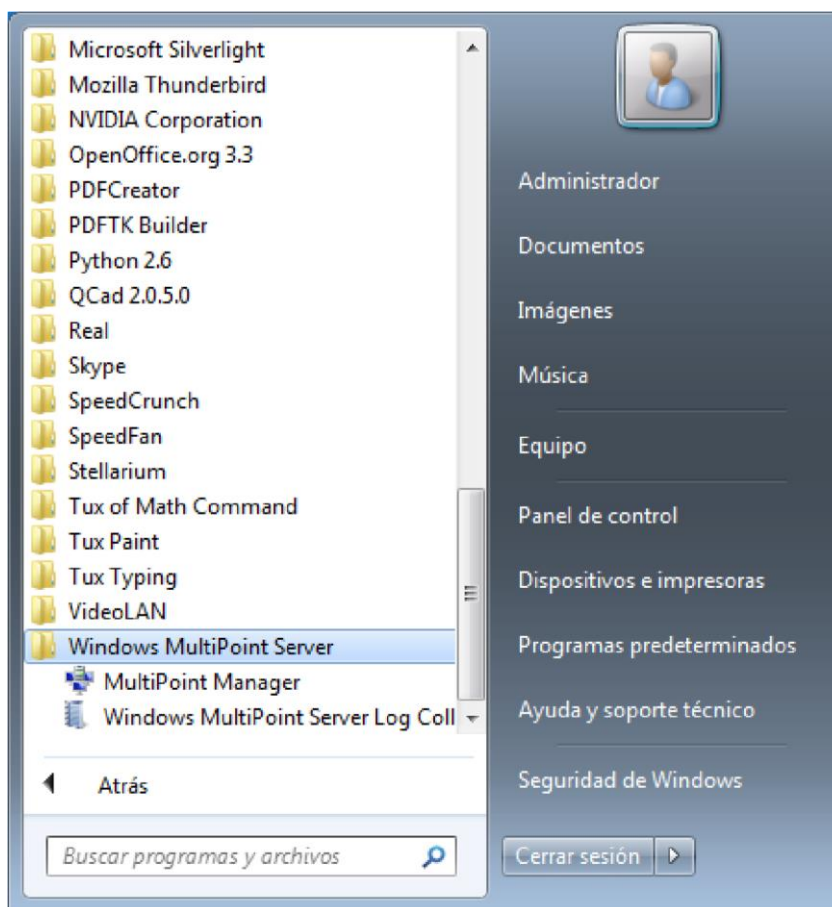 Microsoft Silverlight
Mozilla Thunderbird
NVIDIA Corporation
OpenOffice.org 3.3
PDFCreator
PDFTK Builder
Python 2.6
QCad 2.0.5.0
Real
Skype
SpeedCrunch
SpeedFan
Stellarium
Tux of Math Command
Tux Paint
Tux Typing
VideoLAN
Windows MultiPoint Server
MultiPoint Manager
Windows MultiPoint Server Log Coll
Atrás
Buscar programas y archivos
Administrador
Documentos
Imágenes
Música
Equipo
Panel de control
Dispositivos e impresoras
Programas predeterminados
Ayuda y soporte técnico
Seguridad de Windows
Cerrar sesión